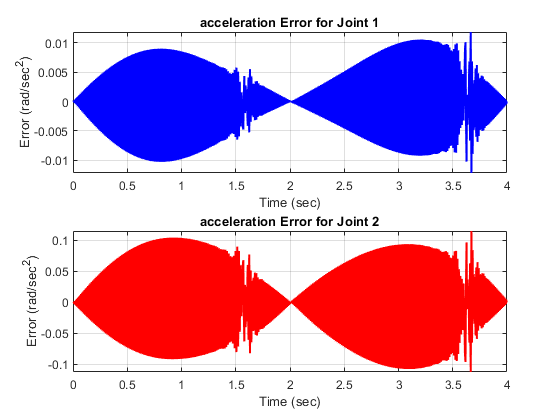 acceleration Error for Joint 1
Error (rad/sec²)
0.01
0.005
0
-0.005
-0.01
0 0.5 1 1.5 2 2.5 3 3.5 4
Time (sec)
acceleration Error for Joint 2
Error (rad/sec²)
0.1
0.05
0
-0.05
-0.1
0 0.5 1 1.5 2 2.5 3 3.5 4
Time (sec)